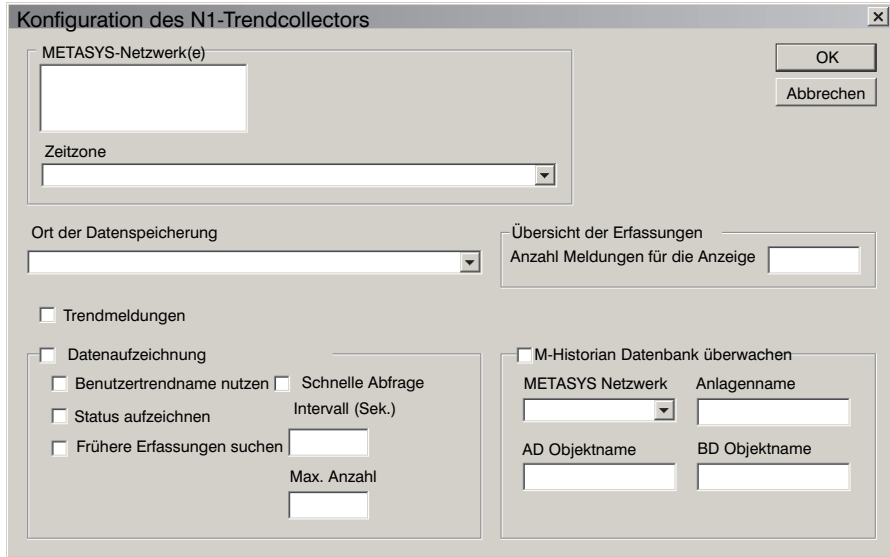 Konfiguration des N1-Trendcollectors
METASYS-Netzwerk(e)
OK
Abbrechen
Zeitzone
Ort der Datenspeicherung
Übersicht der Erfassungen
Anzahl Meldungen für die Anzeige
Trendmeldungen
Datenaufzeichnung
Benutzertrendname nutzen
Schnelle Abfrage
Status aufzeichnen
Intervall (Sek.)
Frühere Erfassungen suchen
Max. Anzahl
M-Historian Datenbank überwachen
METASYS Netzwerk
Anlagenname
AD Objektname
BD Objektname